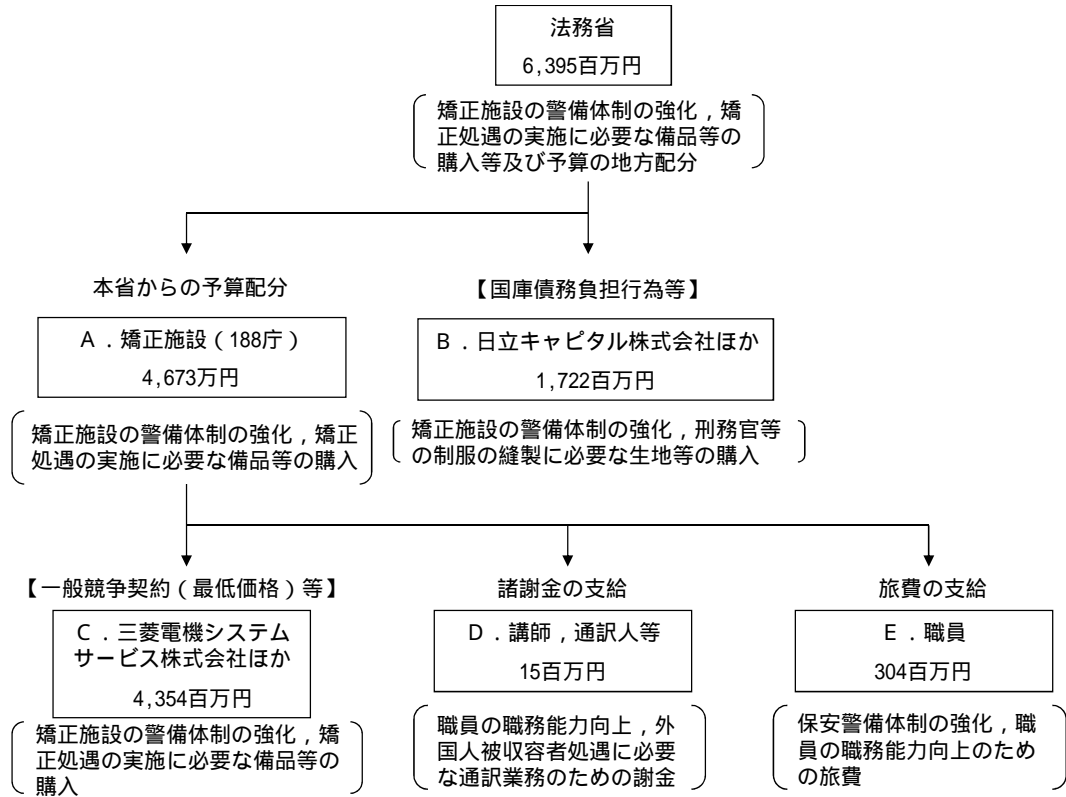 法務省
6,395百万円
矯正施設の警備体制の強化，矯
正処遇の実施に必要な備品等の
購入等及び予算の地方配分
本省からの予算配分
【国庫債務負担行為等】
Ａ．矯正施設（188庁）
4,673万円
Ｂ．日立キャピタル株式会社ほか
1,722百万円
矯正施設の警備体制の強化，矯正
処遇の実施に必要な備品等の購入
矯正施設の警備体制の強化，刑務官等
の制服の縫製に必要な生地等の購入
【一般競争契約（最低価格）等】
諸謝金の支給
旅費の支給
Ｃ．三菱電機システム
サービス株式会社ほか
4,354百万円
Ｄ．講師，通訳人等
15百万円
Ｅ．職員
304百万円
矯正施設の警備体制の強化，矯
正処遇の実施に必要な備品等の
購入
職員の職務能力向上，外
国人被収容者処遇に必要
な通訳業務のための謝金
保安警備体制の強化，職
員の職務能力向上のため
の旅費